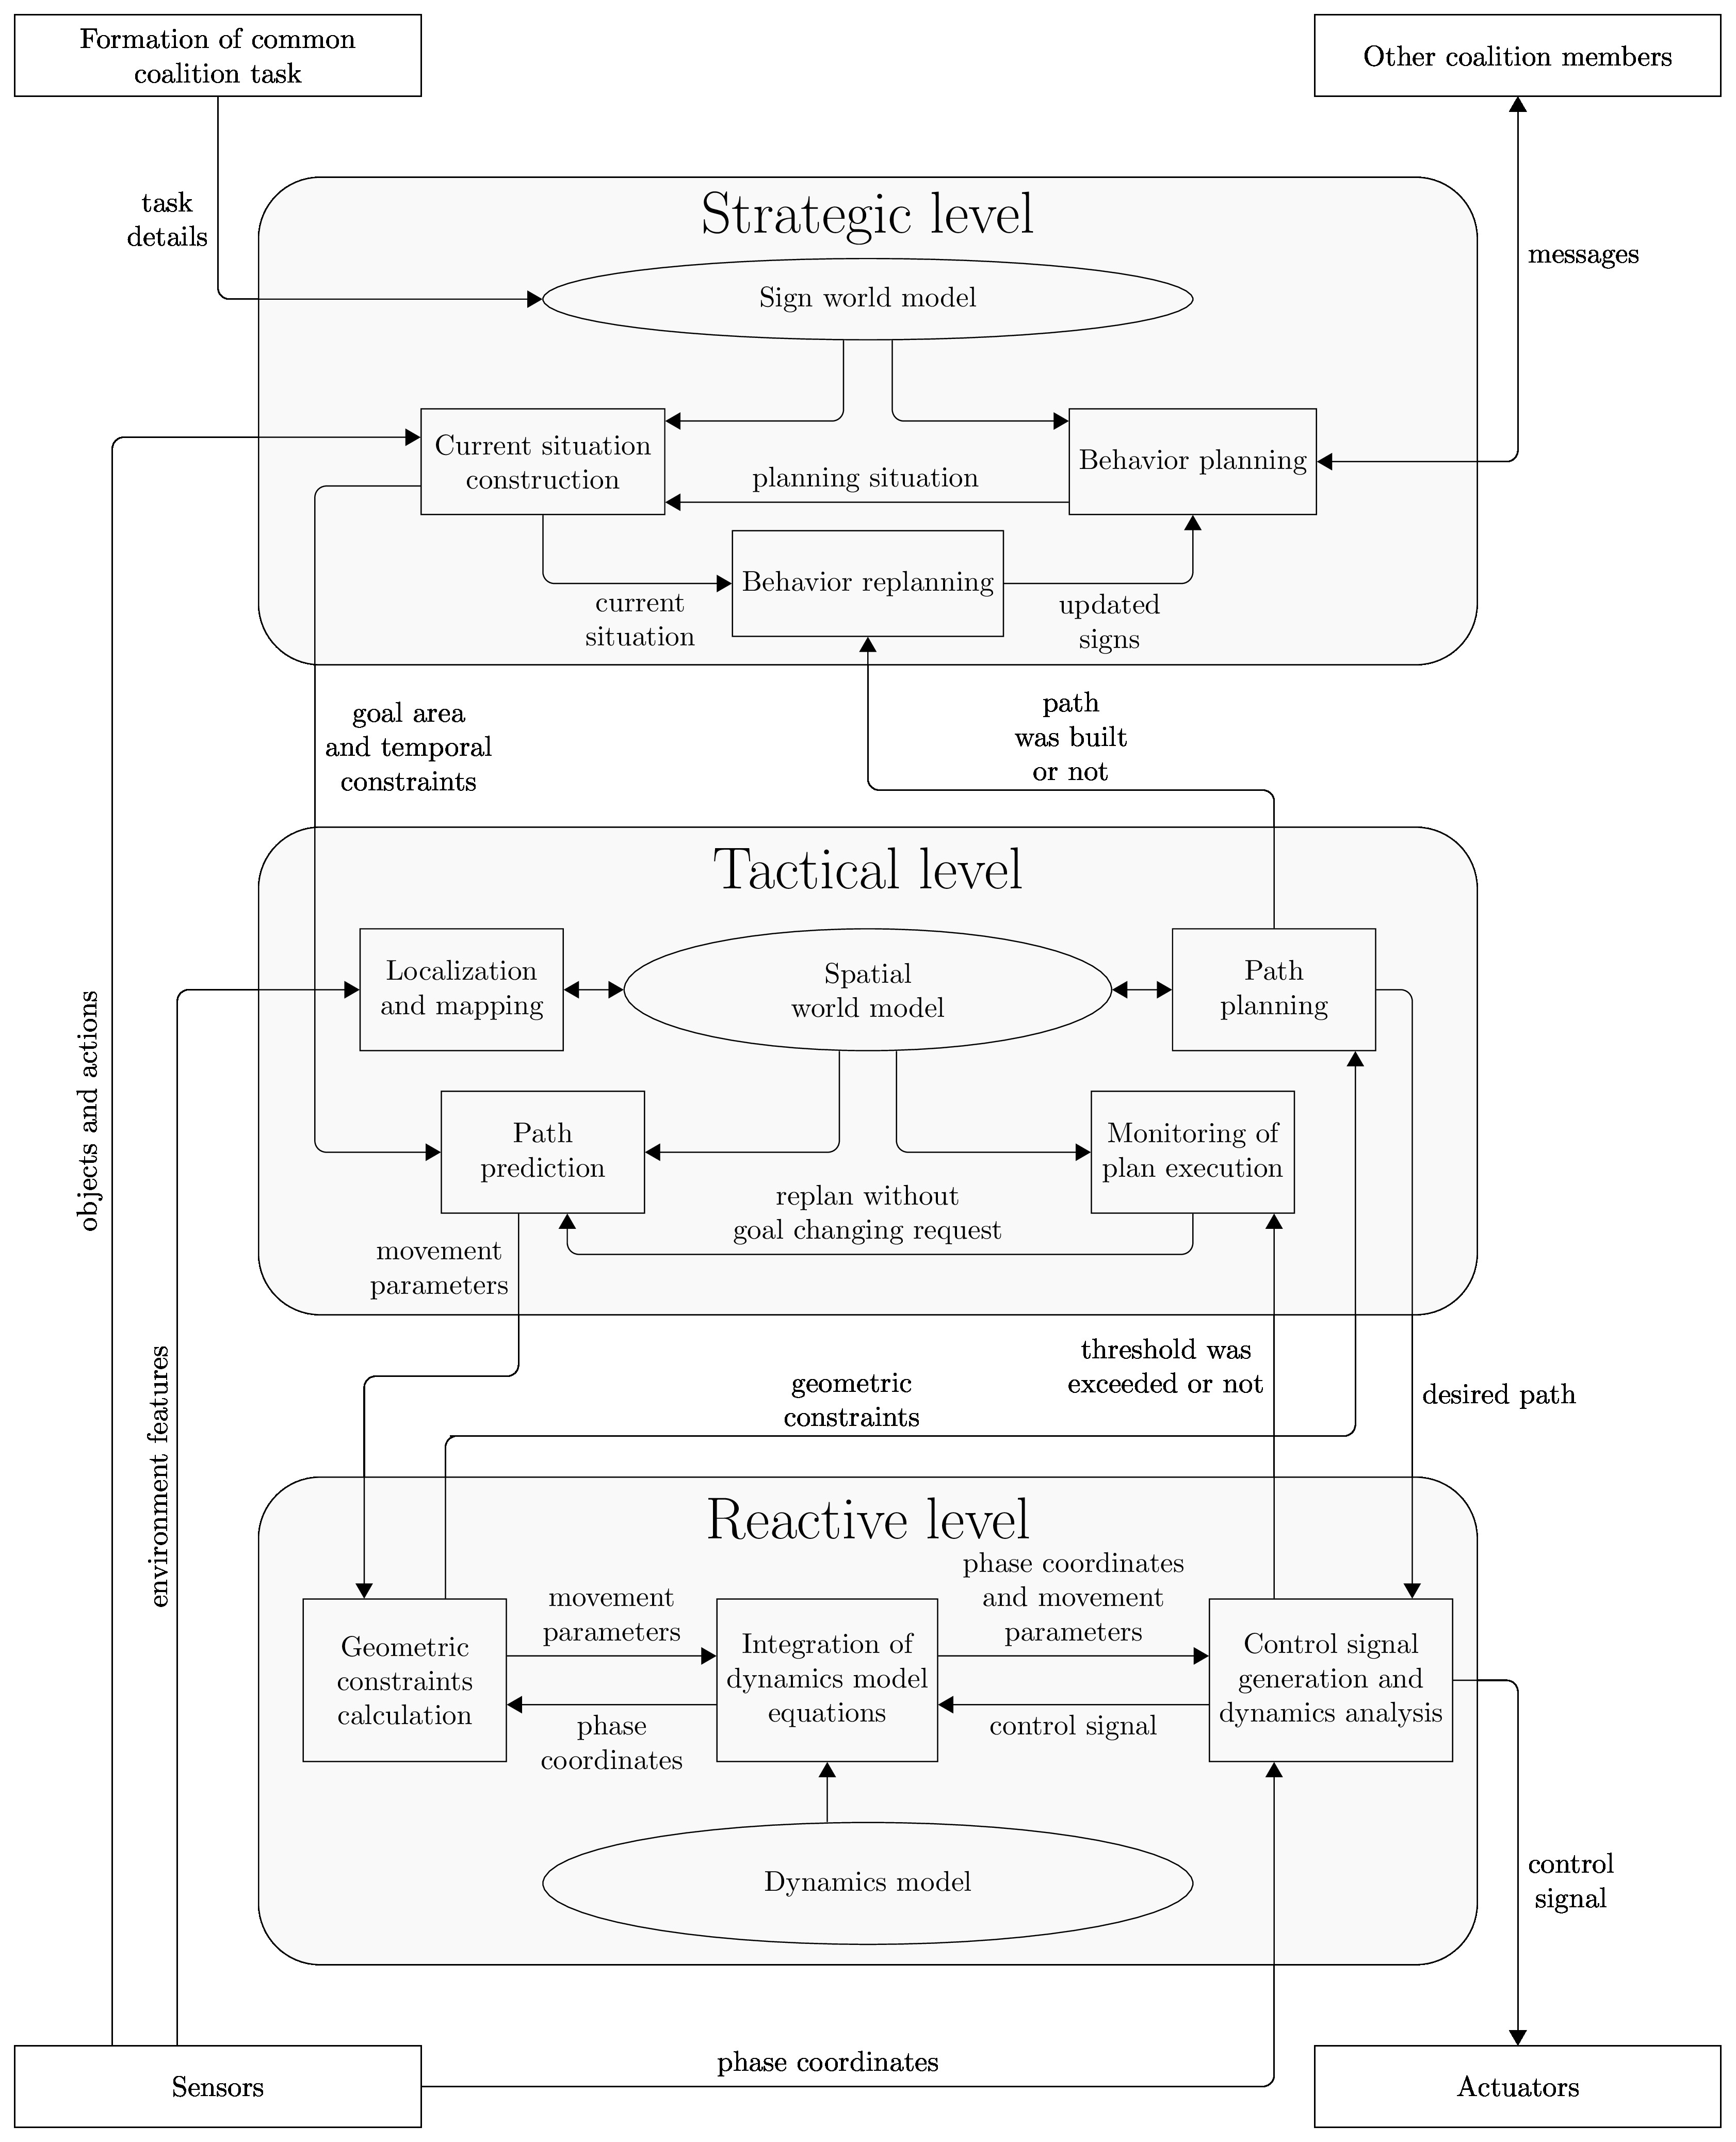 Formation of common
coalition task
Other coalition members
task
details
messages
Strategic level
Sign world model
Current situation
construction
planning situation
Behavior planning
Behavior replanning
current
situation
updated
signs
goal area
and temporal
constraints
path
was built
or not
Tactical level
Localization
and mapping
Spatial
world model
Path
planning
Path
prediction
Monitoring of
plan execution
replan without
goal changing request
movement
parameters
objects and actions
environment features
threshold was
exceeded or not
geometric
constraints
desired path
Reactive level
movement
parameters
phase coordinates
and movement
parameters
Geometric
constraints
calculation
Integration of
dynamics model
equations
Control signal
generation and
dynamics analysis
phase
coordinates
control signal
Dynamics model
control
signal
Sensors
phase coordinates
Actuators